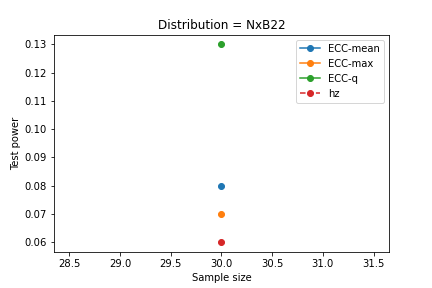 Distribution = NxB22
0.13
0.12
0.11
0.10
0.09
0.08
0.07
0.06
Test power
ECC-mean
ECC-max
ECC-q
hz
28.5 29.0 29.5 30.0 30.5 31.0 31.5
Sample size